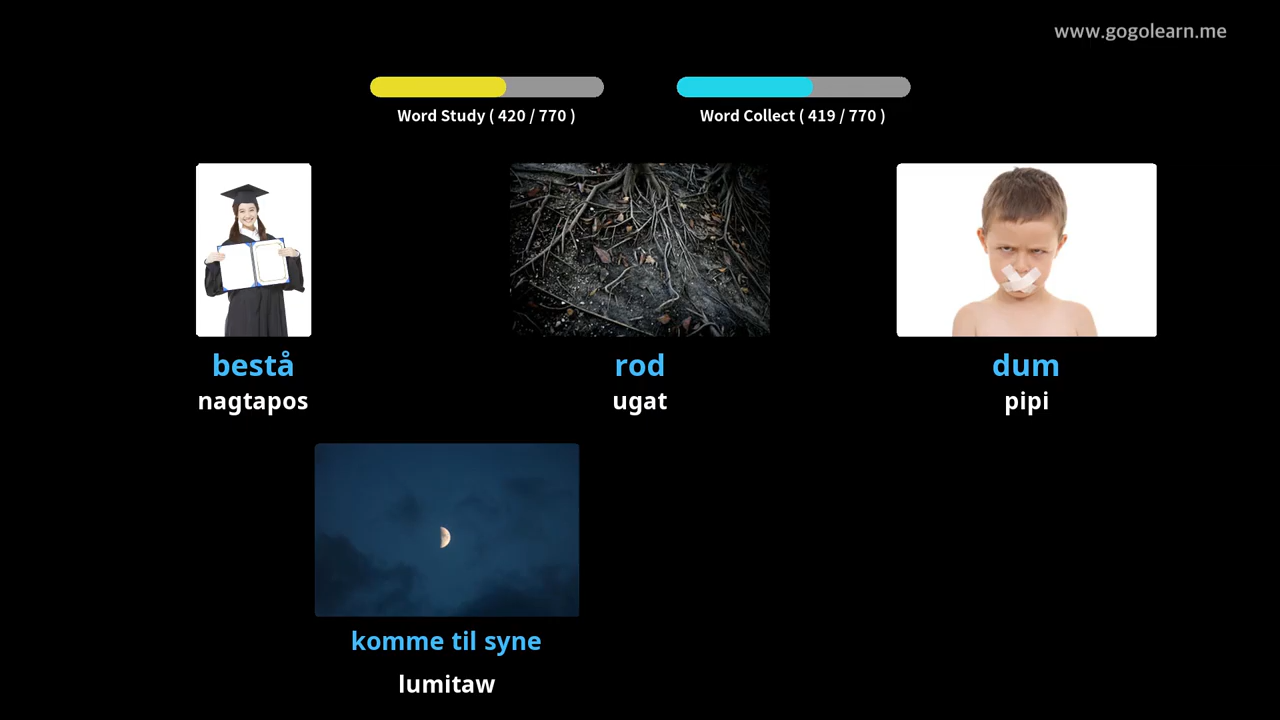 www.gogolearn.me
Word Study ( 420 / 770 )
Word Collect ( 419 / 770 )
bestå
nagtapos
rod
ugat
dum
pipi
komme til syne
lumitaw